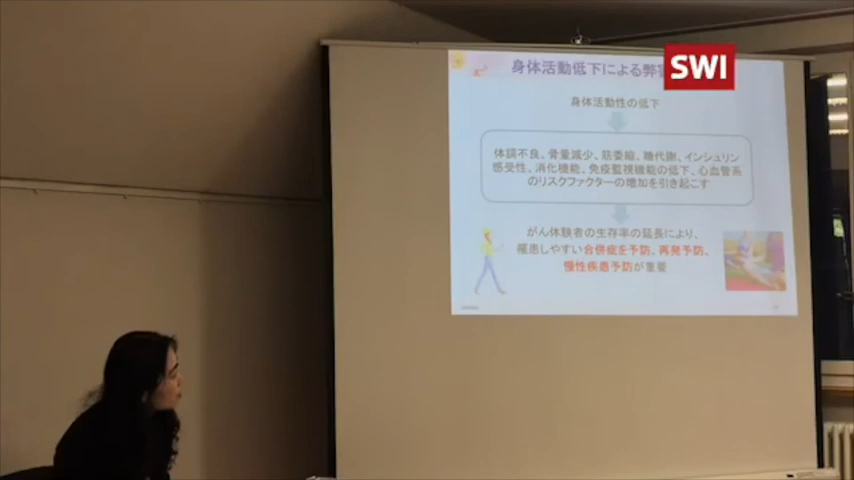 身体活動低下による弊害
SWI
身体活動性の低下
体調不良、骨量減少、筋委縮、糖代謝、インシュリン
感受性、消化機能、免疫監視機能の低下、心血管系
のリスクファクターの増加を引き起こす
がん体験者の生存率の延長により、
罹患しやすい合併症を予防、再発予防、
慢性疾患予防が重要